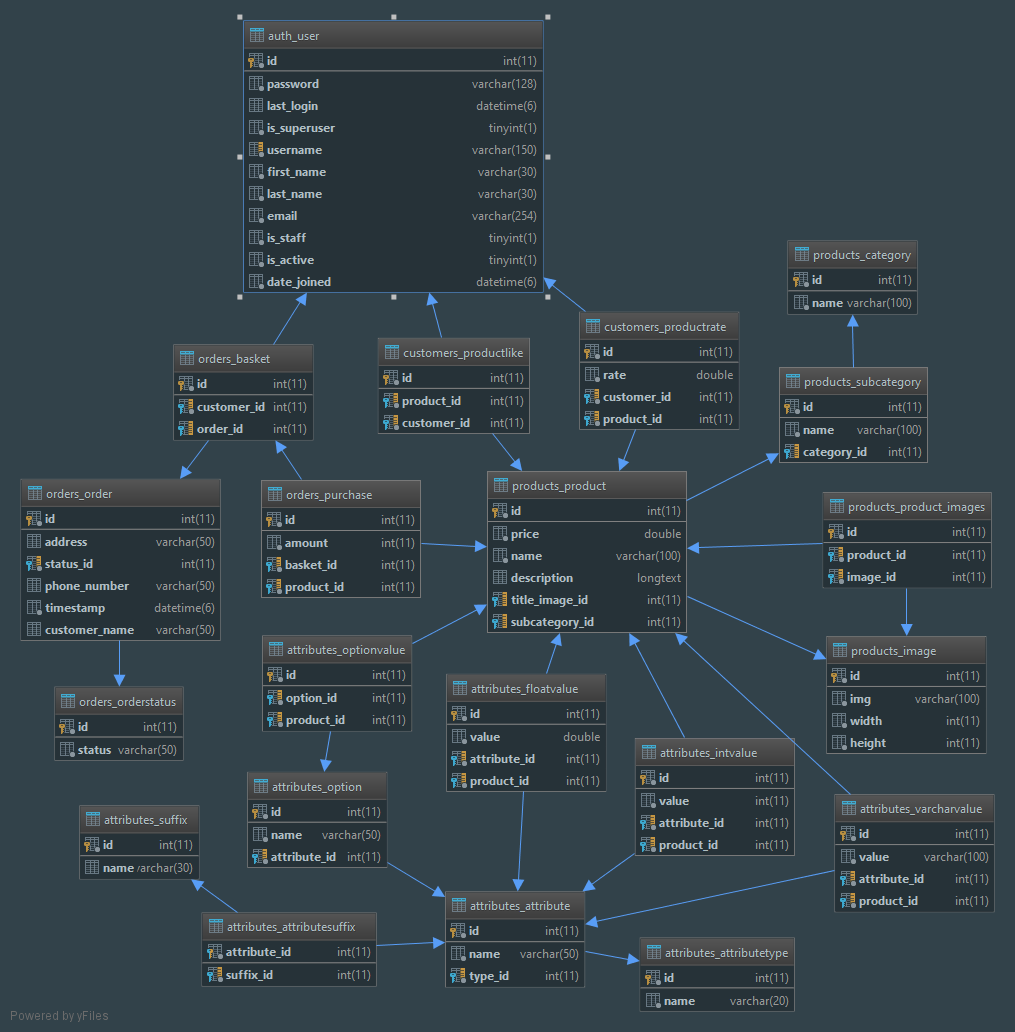 auth_user
id int(11)
password varchar(128)
last_login datetime(6)
is_superuser tinyint(1)
username varchar(150)
first_name varchar(30)
last_name varchar(30)
email varchar(254)
is_staff tinyint(1)
is_active tinyint(1)
date_joined datetime(6)
products_category
id int(11)
name varchar(100)
customers_productrate
id int(11)
rate double
customer_id int(11)
product_id int(11)
customers_productlike
id int(11)
product_id int(11)
customer_id int(11)
orders_basket
id int(11)
customer_id int(11)
order_id int(11)
products_subcategory
id int(11)
name varchar(100)
category_id int(11)
orders_order
id int(11)
address varchar(50)
status_id int(11)
phone_number varchar(50)
timestamp datetime(6)
customer_name varchar(50)
orders_purchase
id int(11)
amount int(11)
basket_id int(11)
product_id int(11)
products_product
id int(11)
price double
name varchar(100)
description longtext
title_image_id int(11)
subcategory_id int(11)
products_product_images
id int(11)
product_id int(11)
image_id int(11)
attributes_optionvalue
id int(11)
option_id int(11)
product_id int(11)
products_image
id int(11)
img varchar(100)
width int(11)
height int(11)
orders_orderstatus
id int(11)
status varchar(50)
attributes_floatvalue
id int(11)
value double
attribute_id int(11)
product_id int(11)
attributes_intvalue
id int(11)
value int(11)
attribute_id int(11)
product_id int(11)
attributes_option
id int(11)
name varchar(50)
attribute_id int(11)
attributes_varcharvalue
id int(11)
value varchar(100)
attribute_id int(11)
product_id int(11)
attributes_suffix
id int(11)
name varchar(30)
attributes_attribute
id int(11)
name varchar(50)
type_id int(11)
attributes_attributesuffix
attribute_id int(11)
suffix_id int(11)
attributes_attributetype
id int(11)
name varchar(20)
Powered by yFiles